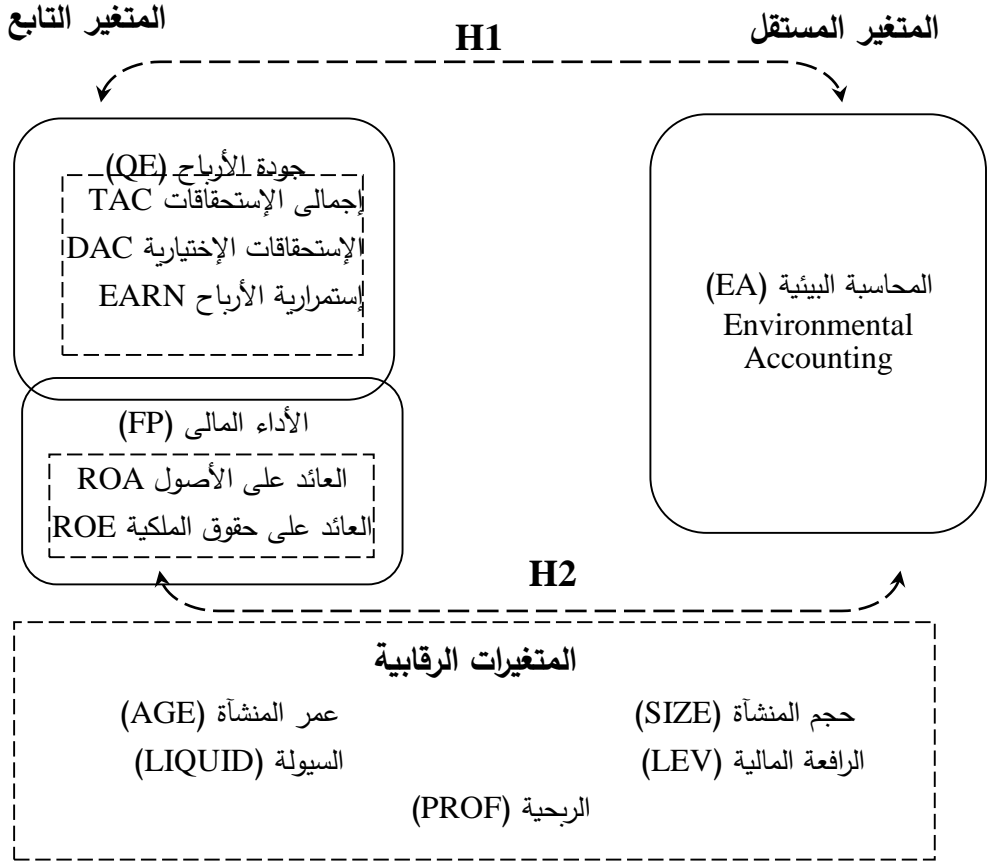 المتغير المستقل
H1
المتغير التابع
المحاسبة البيئية (EA)
Environmental
Accounting
جودة الأرباح (QE)
إجمالى الإستحقاقات TAC
الإستحقاقات الإختيارية DAC
إستمرارية الأرباح EARN
الأداء المالى (FP)
العائد على الأصول ROA
العائد على حقوق الملكية ROE
H2
المتغيرات الرقابية
حجم المنشآة (SIZE)
عمر المنشآة (AGE)
الرافعة المالية (LEV)
السيولة (LIQUID)
الربحية (PROF)